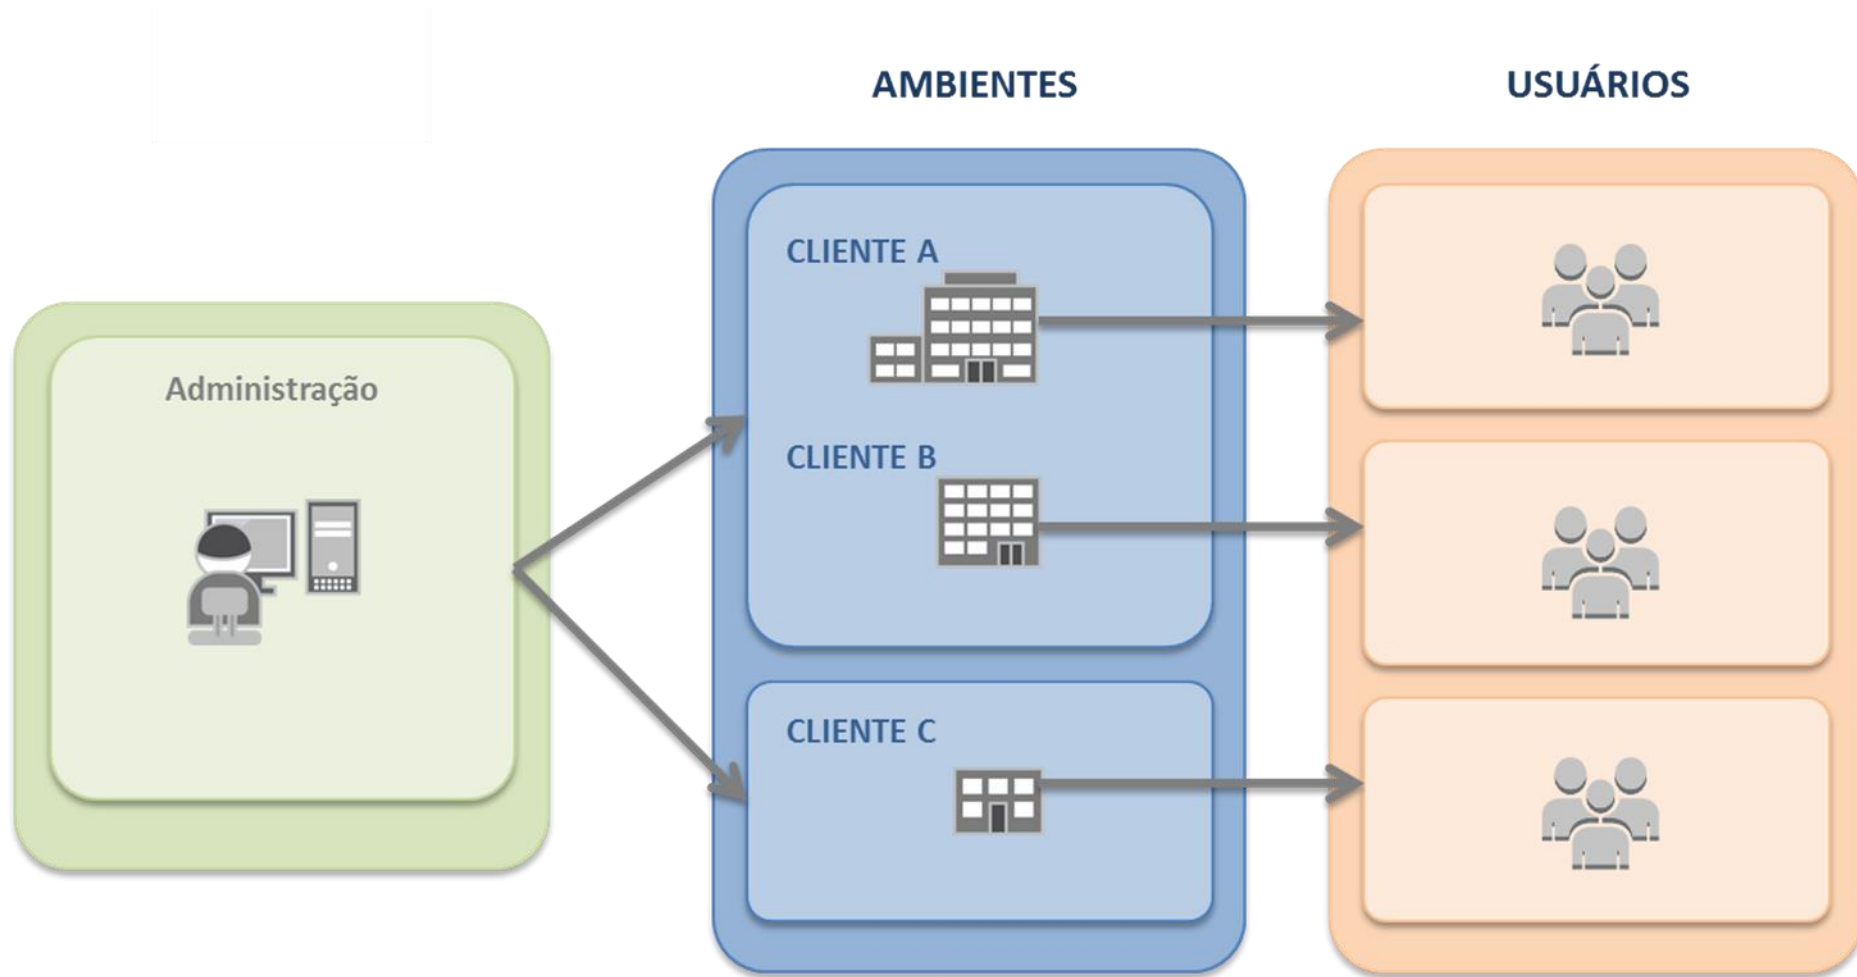 AMBIENTES
USUÁRIOS
Administração
CLIENTE A
CLIENTE B
CLIENTE C